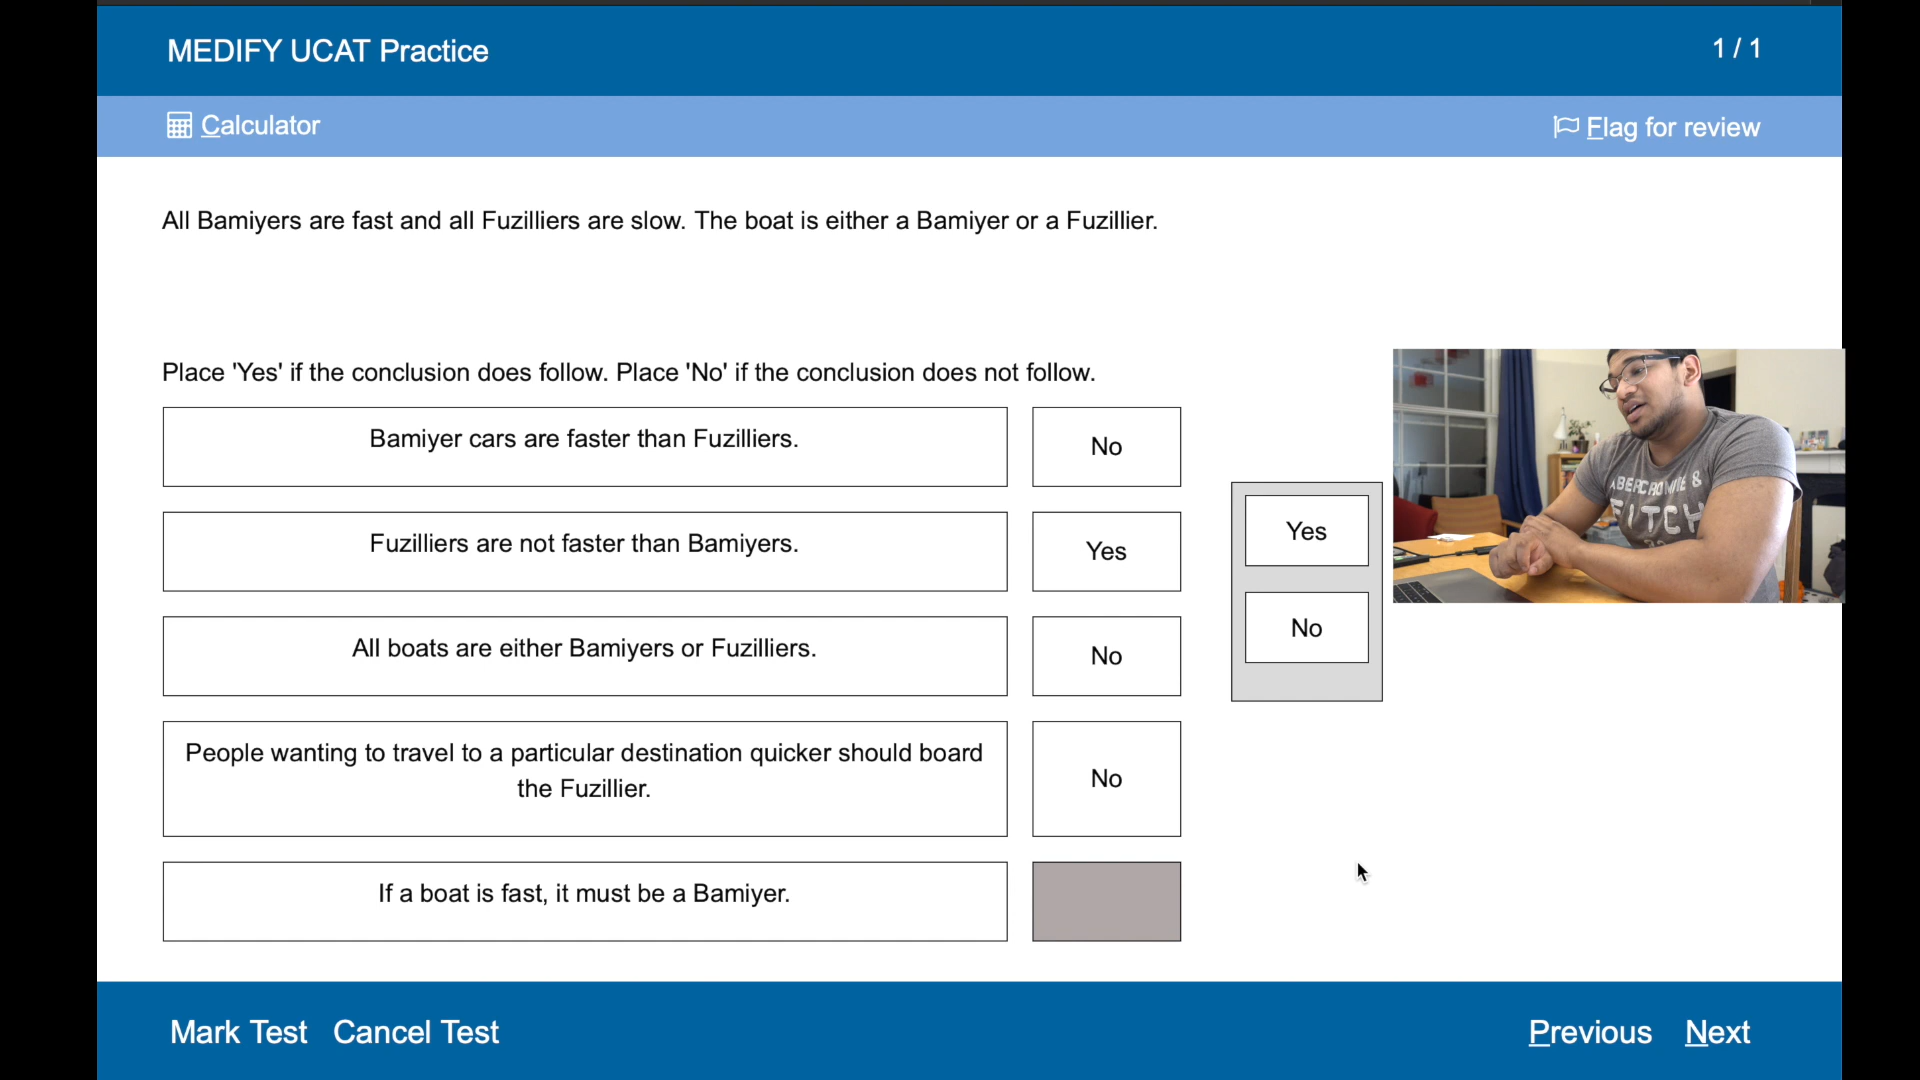 MEDIFY UCAT Practice
1 / 1
Calculator
Flag for review
All Bamiyers are fast and all Fuzilliers are slow. The boat is either a Bamiyer or a Fuzillier.
Place 'Yes' if the conclusion does follow. Place 'No' if the conclusion does not follow.
Bamiyer cars are faster than Fuzilliers.
No
Fuzilliers are not faster than Bamiyers.
Yes
All boats are either Bamiyers or Fuzilliers.
No
People wanting to travel to a particular destination quicker should board
the Fuzillier.
No
If a boat is fast, it must be a Bamiyer.
Yes
No
FITCH
Mark Test
Cancel Test
Previous
Next